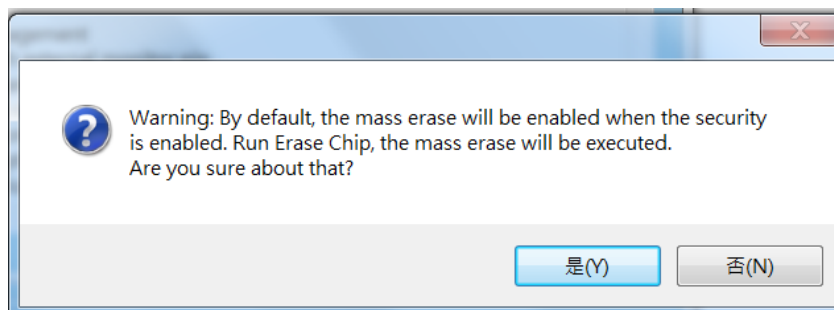 Warning: By default, the mass erase will be enabled when the security
is enabled. Run Erase Chip, the mass erase will be executed.
Are you sure about that?
是(Y)
否(N)